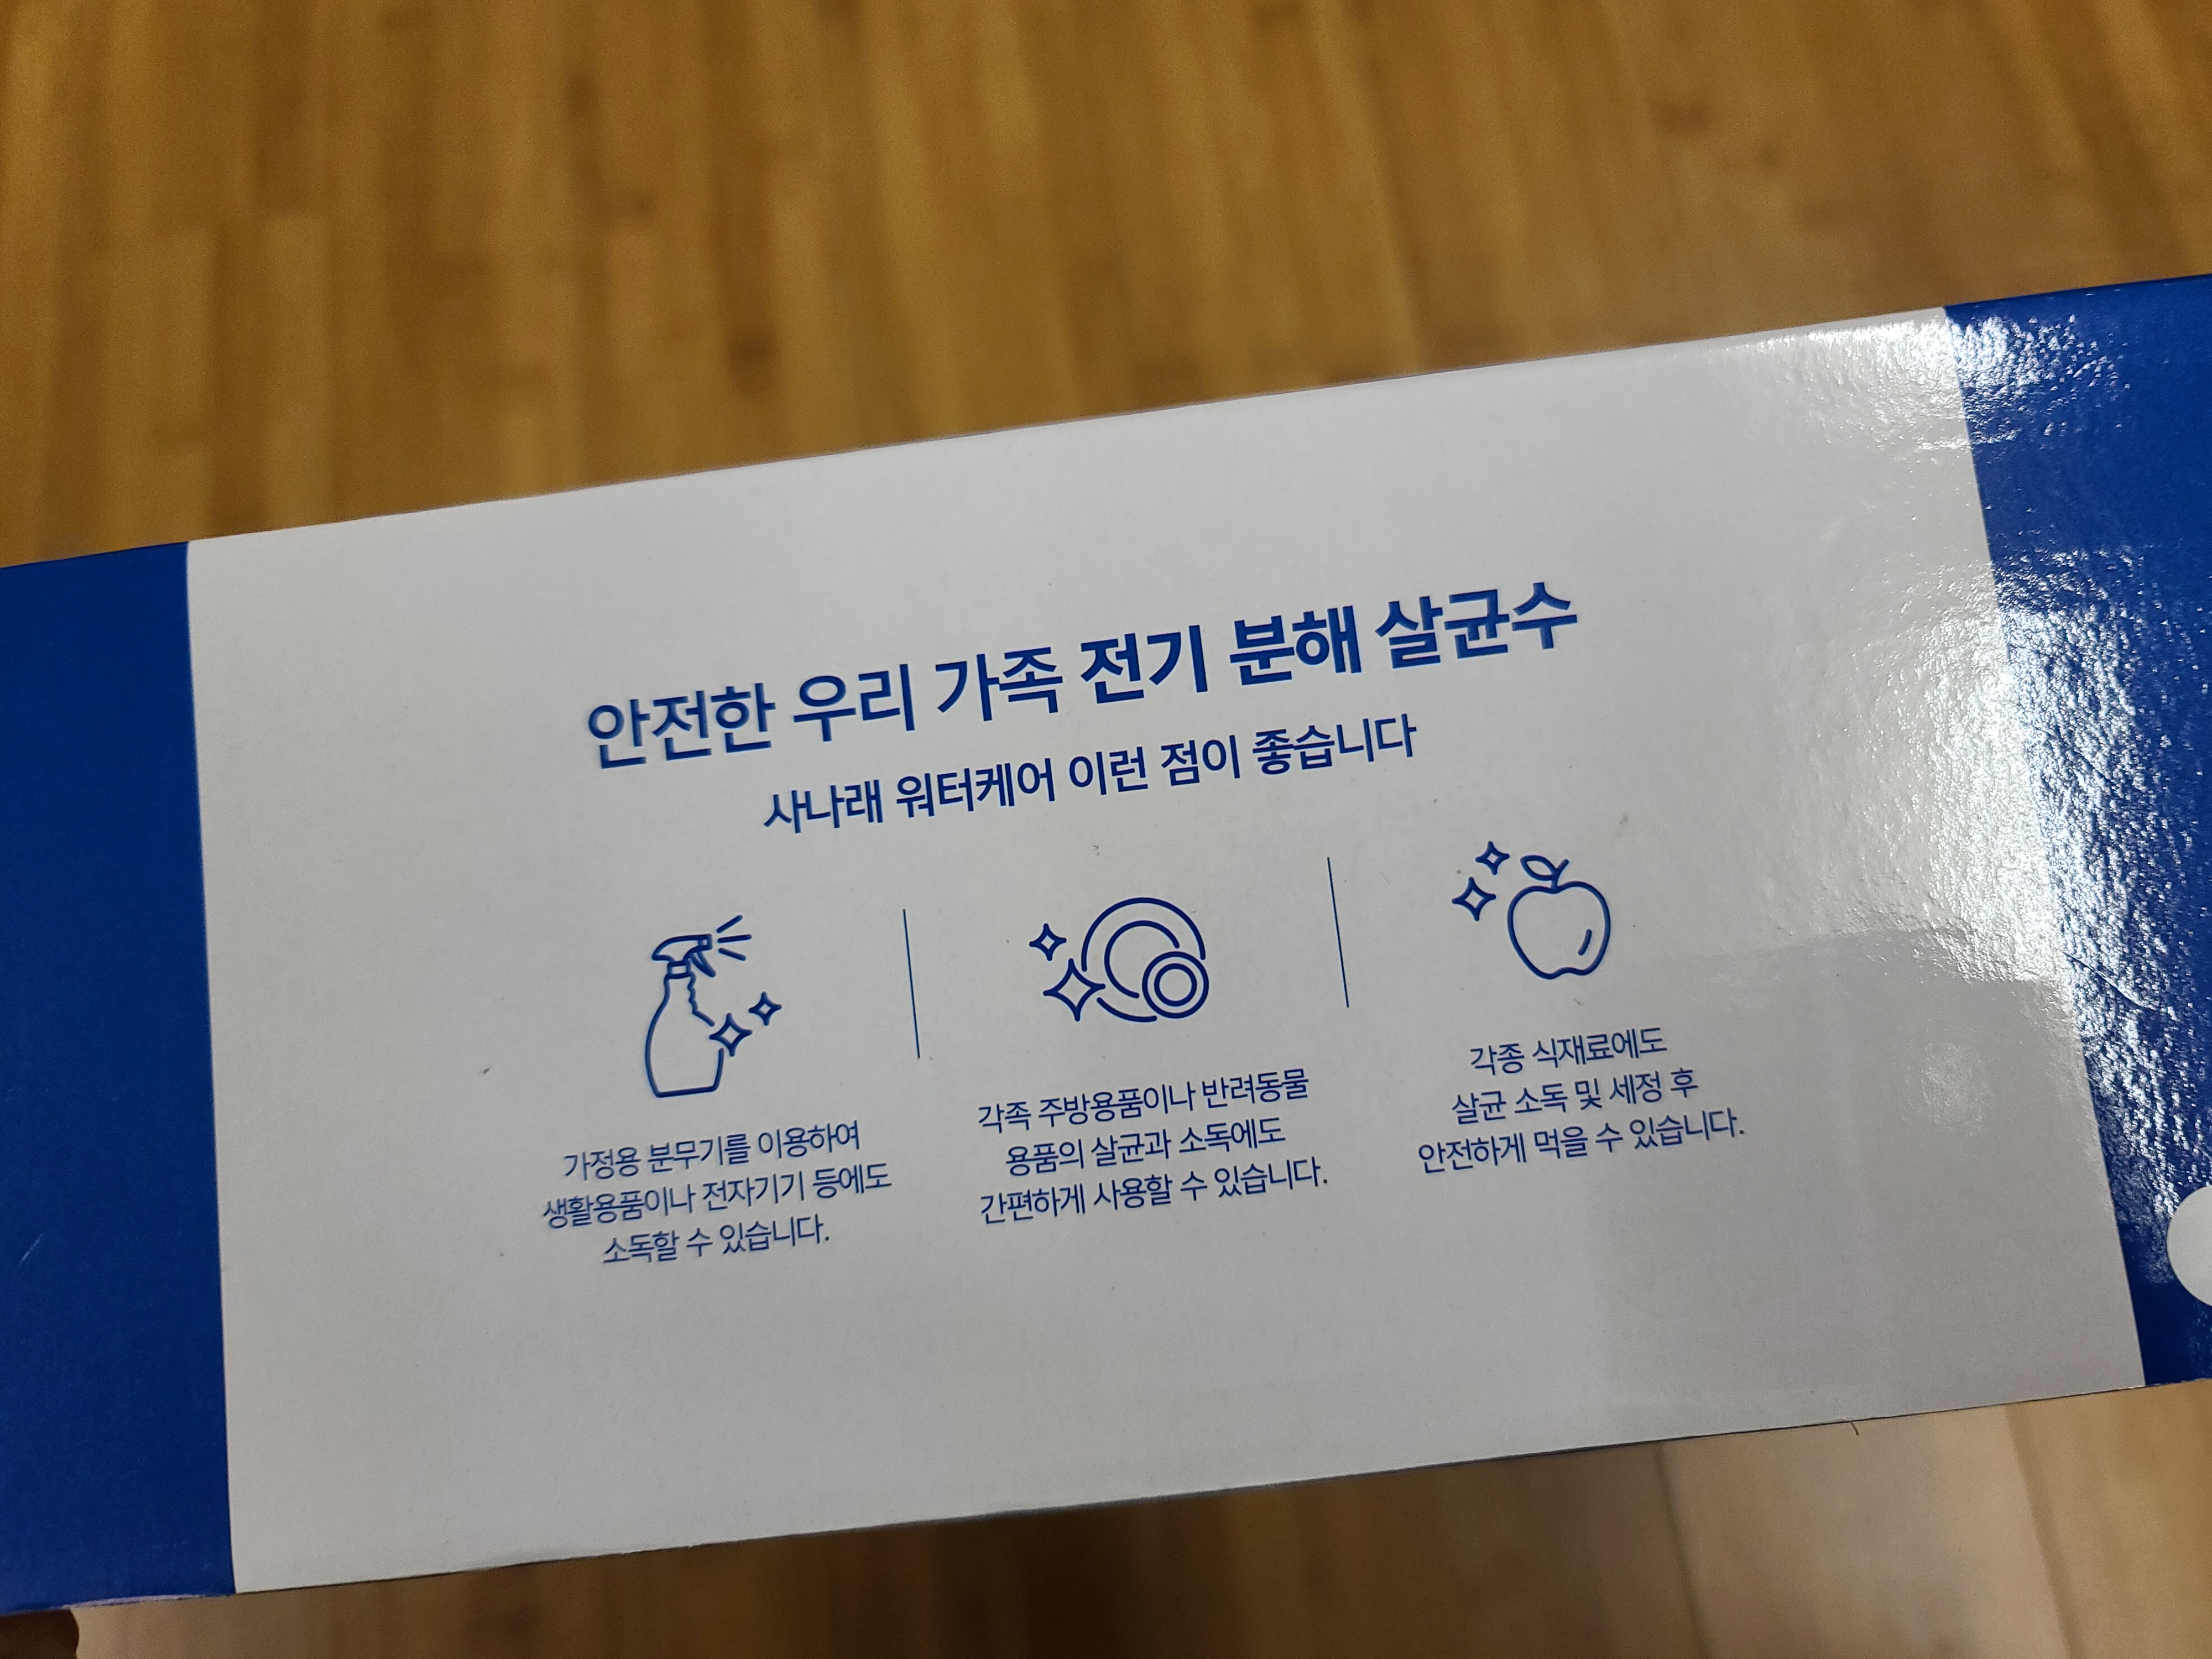 안전한 우리 가족 전기 분해 살균수
사나래 워터케어 이런 점이 좋습니다
가정용 분무기를 이용하여
생활용품이나 전자기기 등에도
소독할 수 있습니다.
각족 주방용품이나 반려동물
용품의 살균과 소독에도
간편하게 사용할 수 있습니다.
각종 식재료에도
살균 소독 및 세정 후
안전하게 먹을 수 있습니다.